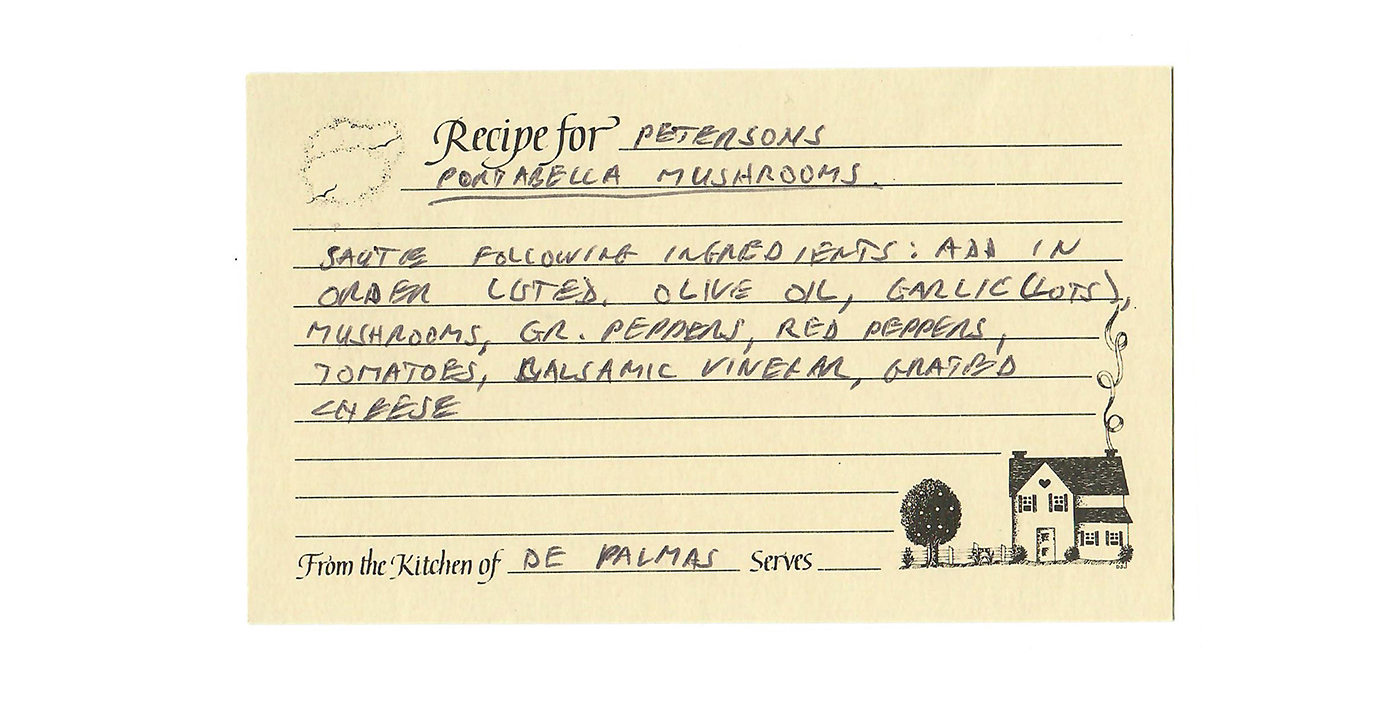 Recipe for PETERSONS
PORTABELLA MUSHROOMS.
SAUTE FOLLOWING INGREDIENTS: ADD IN
ORDER LISTED. OLIVE OIL, GARLIC (LOTS),
MUSHROOMS, GR. PEPPERS, RED PEPPERS,
TOMATOES, BALSAMIC VINEGAR, GRATED
CHEESE
From the Kitchen of DE PALMAS Serves